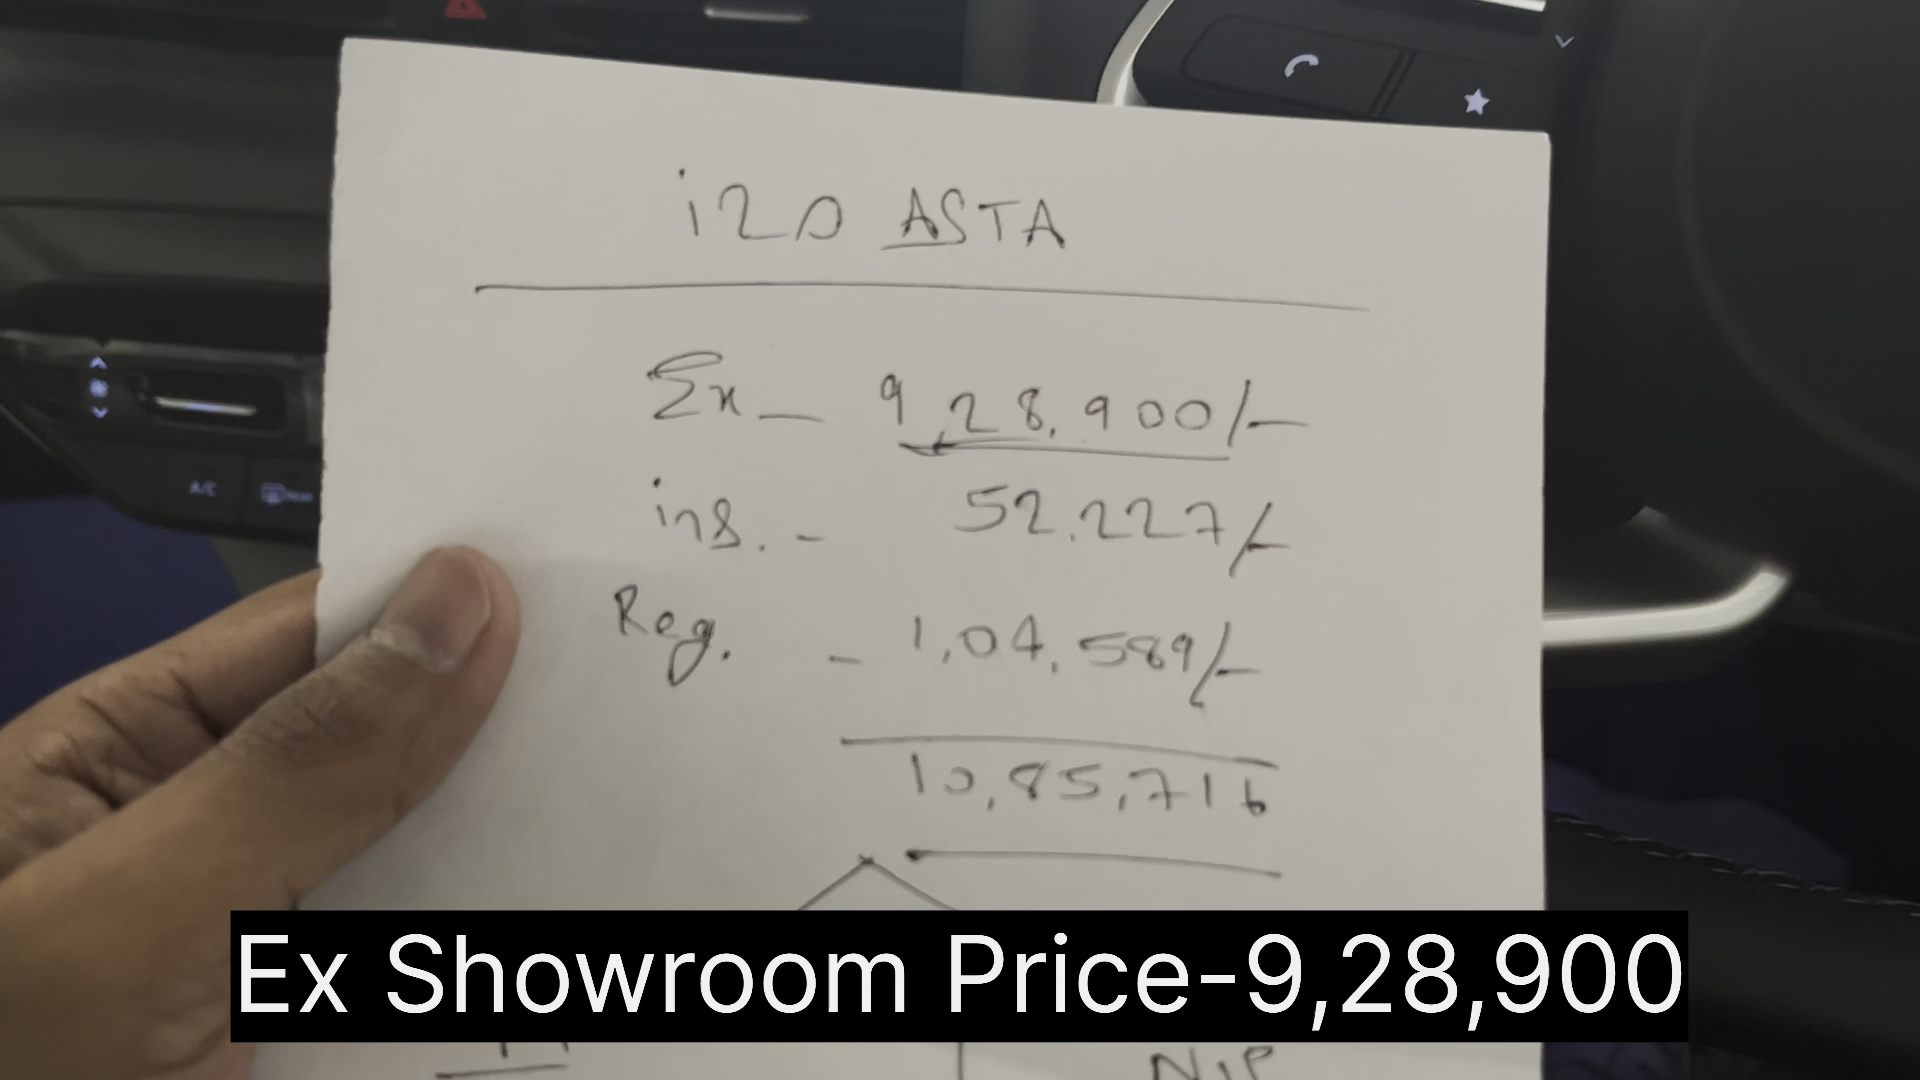 i20 ASTA
Ex - 9,28,900/-
ins. - 52,227/-
Reg. - 1,04,589/-
10,85,716
Ex Showroom Price-9,28,900
A/C